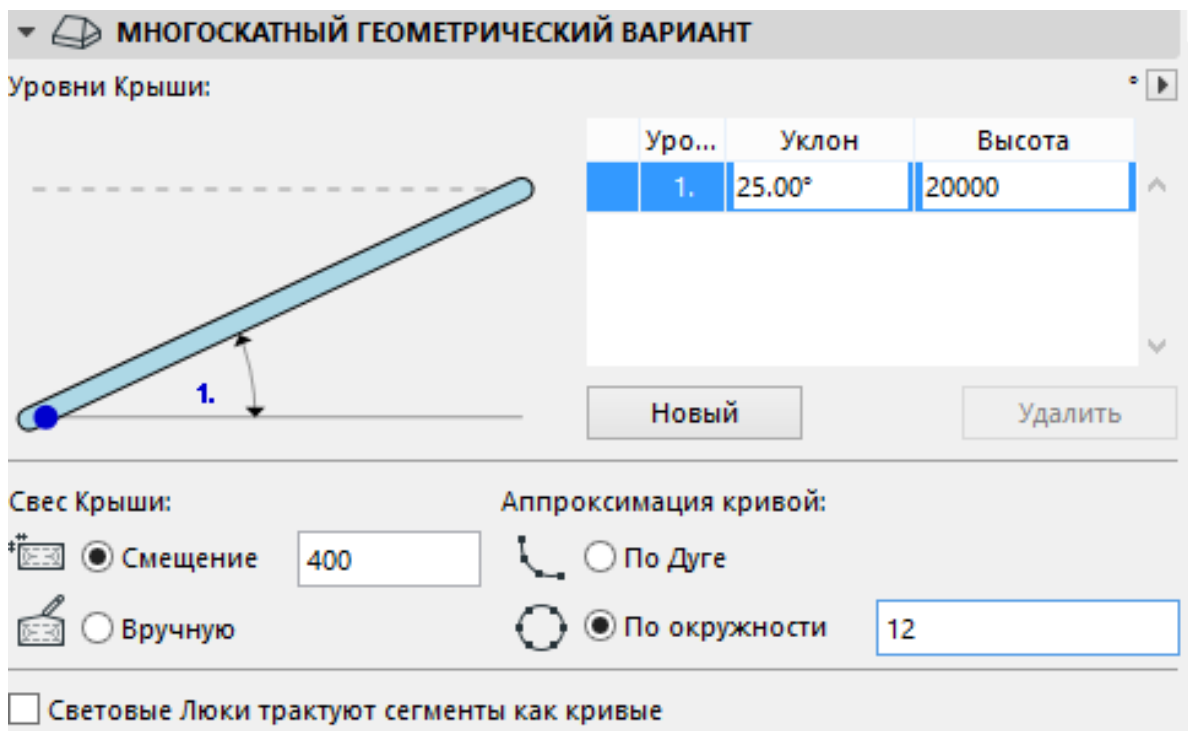 МНОГОСКАТНЫЙ ГЕОМЕТРИЧЕСКИЙ ВАРИАНТ
Уровни Крыши: °
Уро... Уклон Высота
1. 25.00° 20000
1.
Новый Удалить
Свес Крыши: Аппроксимация кривой:
Смещение 400 По Дуге
Вручную По окружности 12
Световые Люки трактуют сегменты как кривые